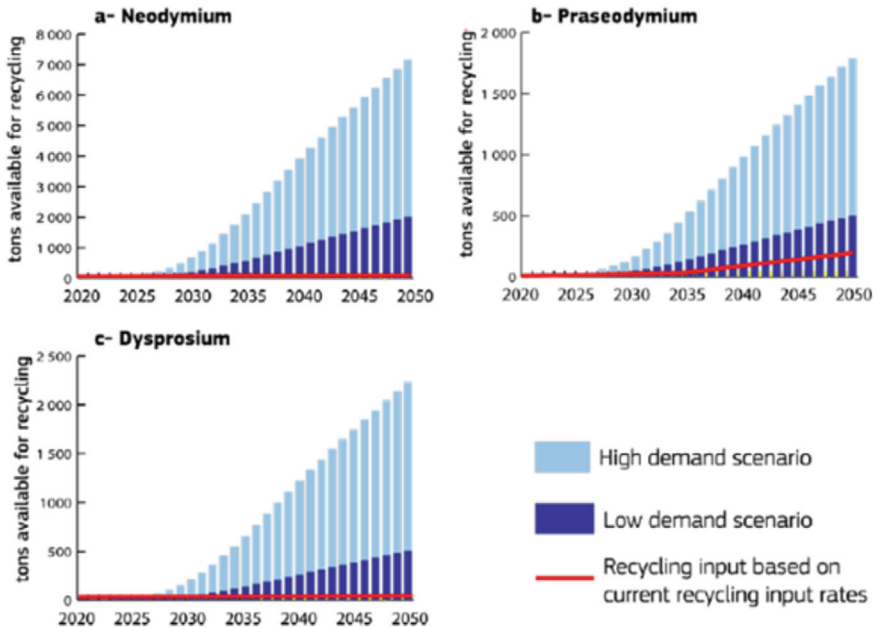 a- Neodymium
tons available for recycling
8 000
7 000
6 000
5 000
4 000
3 000
2 000
1 000
0
2020 2025 2030 2035 2040 2045 2050
b- Praseodymium
tons available for recycling
2 000
1 500
1 000
500
0
2020 2025 2030 2035 2040 2045 2050
c- Dysprosium
tons available for recycling
2 500
2 000
1 500
1000
500
0
2020 2025 2030 2035 2040 2045 2050
High demand scenario
Low demand scenario
Recycling input based on
current recycling input rates